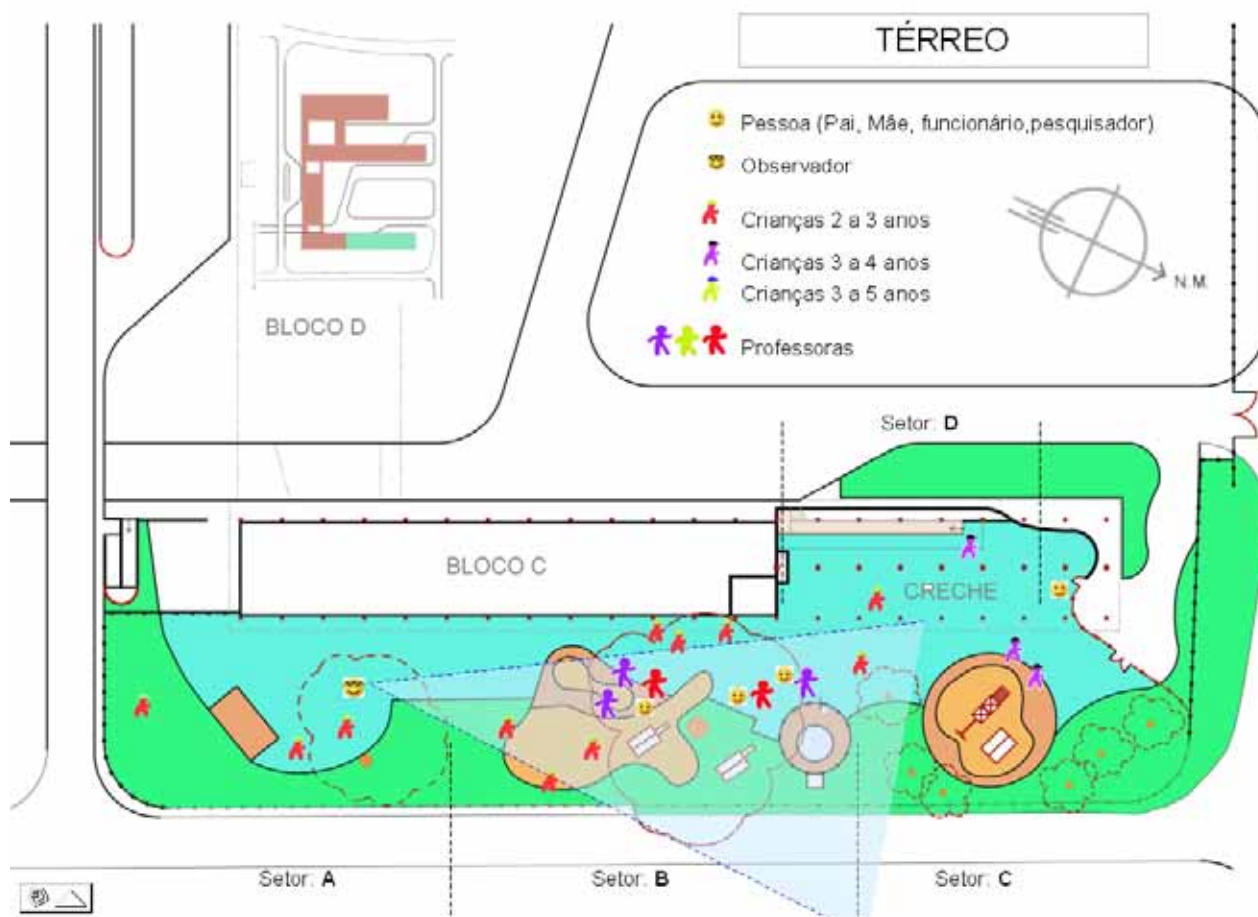 TÉRREO
Pessoa (Pai, Mãe, funcionário,pesquisador)
Observador
Crianças 2 a 3 anos
Crianças 3 a 4 anos
Crianças 3 a 5 anos
Professoras
N.M.
BLOCO D
Setor: D
BLOCO C
CRECHE
Setor: A
Setor: B
Setor: C